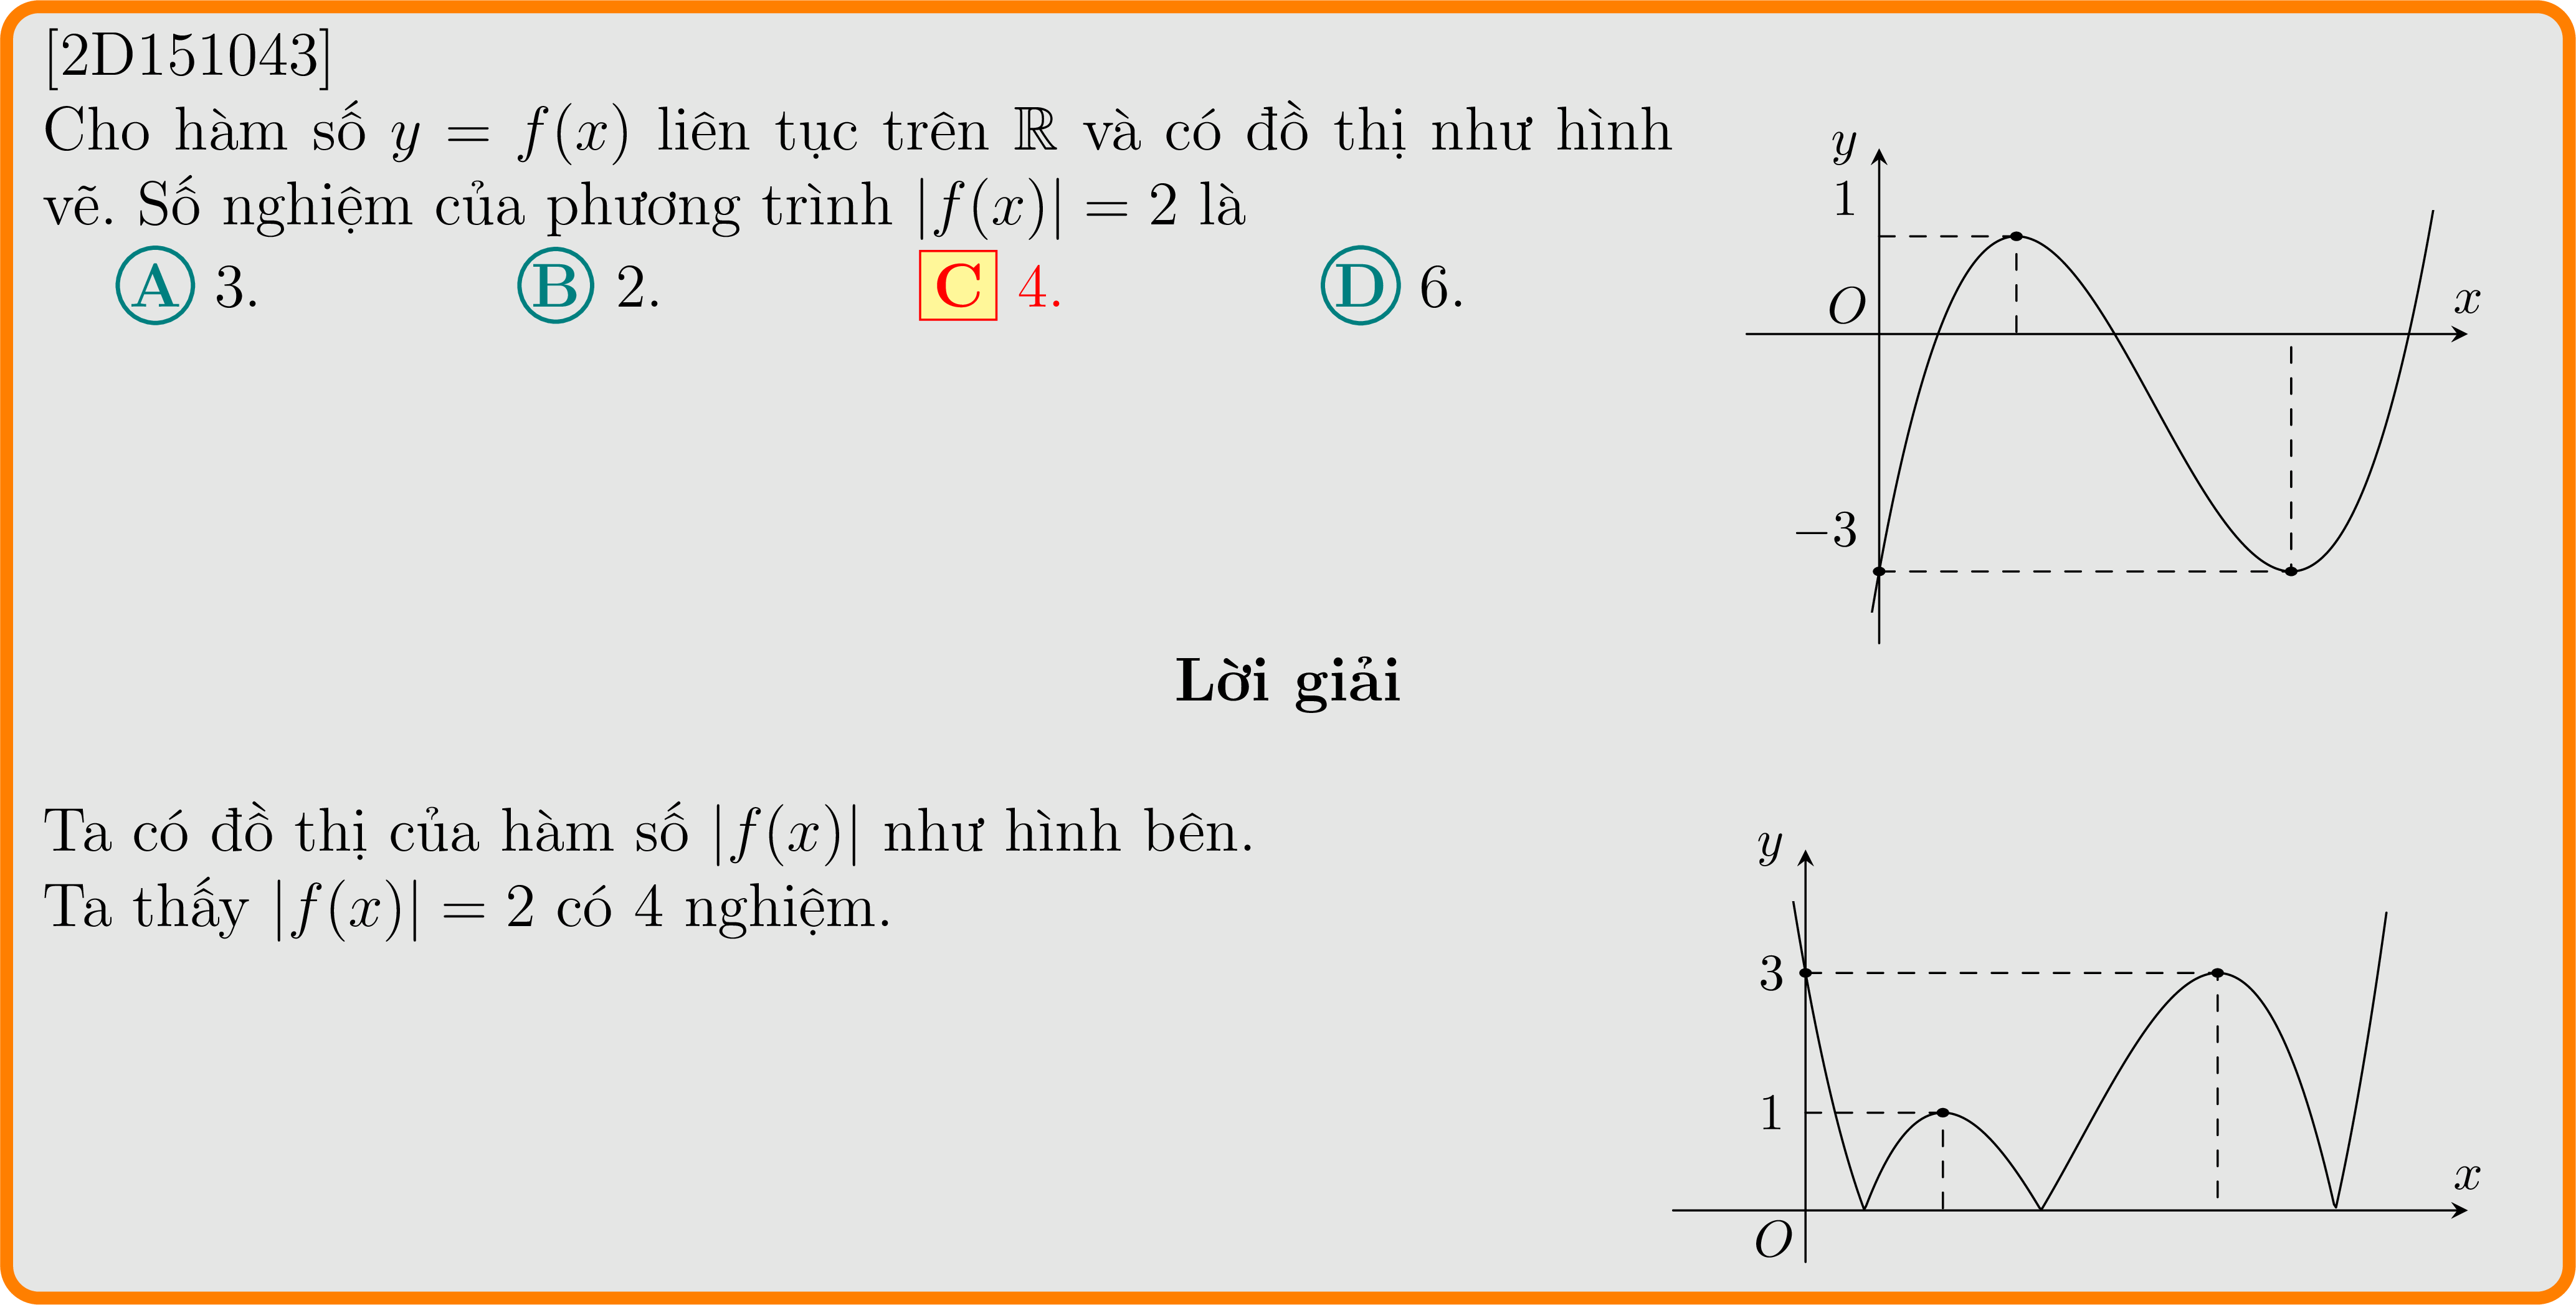 [2D151043]
Cho hàm số y = f(x) liên tục trên ℝ và có đồ thị như hình
vẽ. Số nghiệm của phương trình |f(x)| = 2 là
A 3. B 2. C 4. D 6.
y
1
O
x
−3
Lời giải
Ta có đồ thị của hàm số |f(x)| như hình bên.
Ta thấy |f(x)| = 2 có 4 nghiệm.
y
3
1
x
O